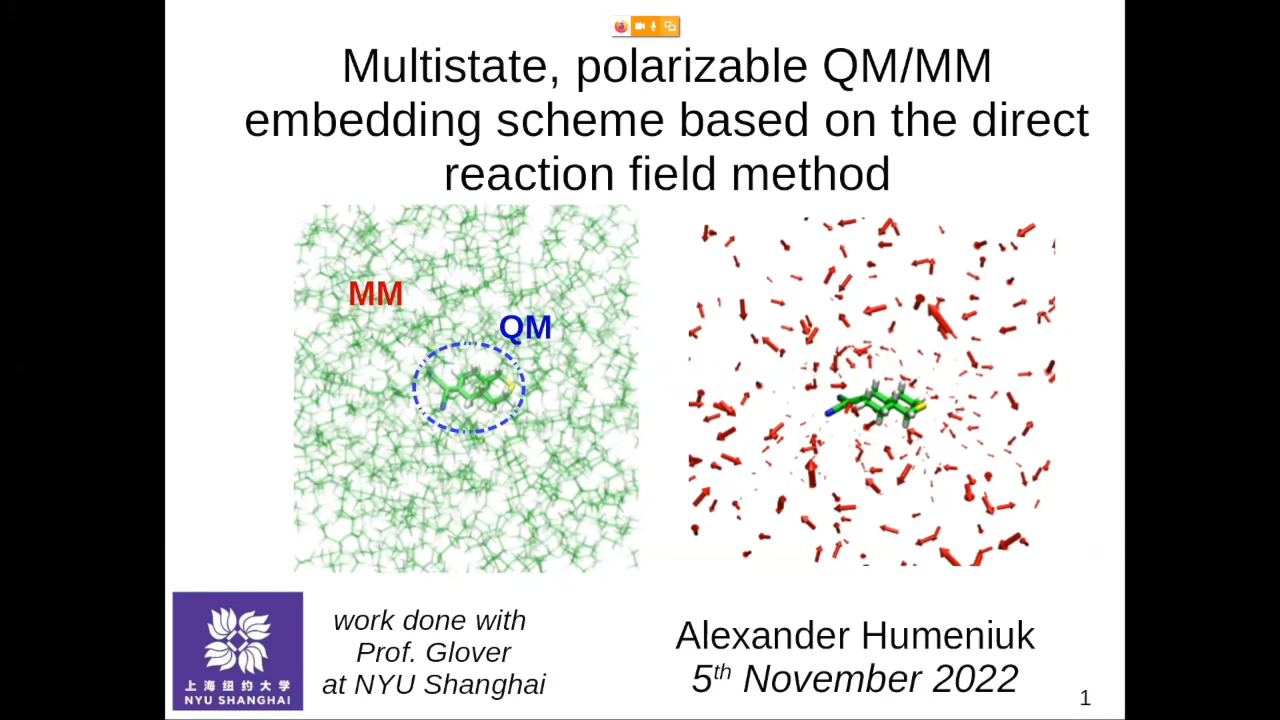 Multistate, polarizable QM/MM
embedding scheme based on the direct
reaction field method
MM
QM
work done with
Prof. Glover
at NYU Shanghai
上海纽约大学
NYU SHANGHAI
Alexander Humeniuk
5th November 2022
1